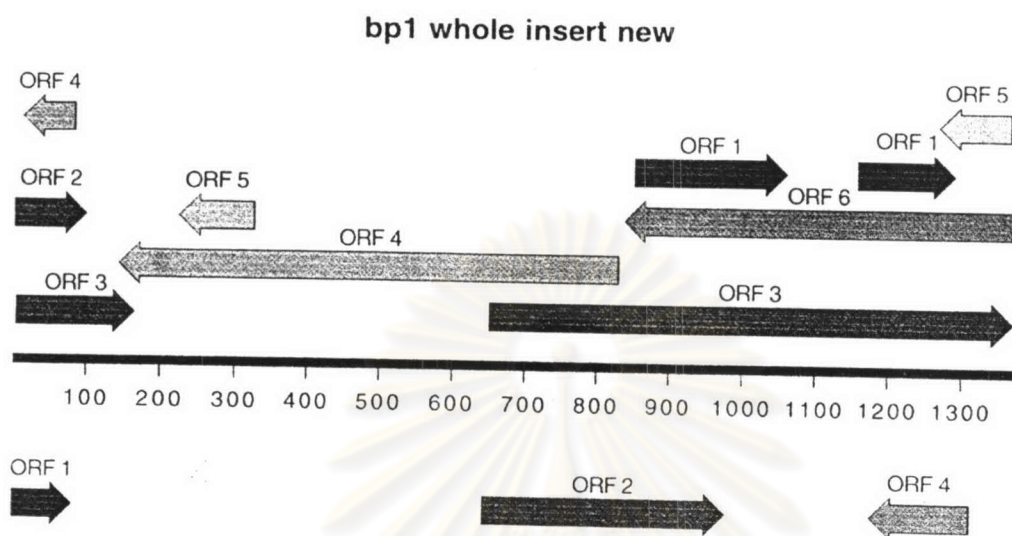 bp1 whole insert new
ORF 4
ORF 5
ORF 1
ORF 1
ORF 2
ORF 5
ORF 6
ORF 4
ORF 3
ORF 3
100 200 300 400 500 600 700 800 900 1000 1100 1200 1300
ORF 1
ORF 2
ORF 4